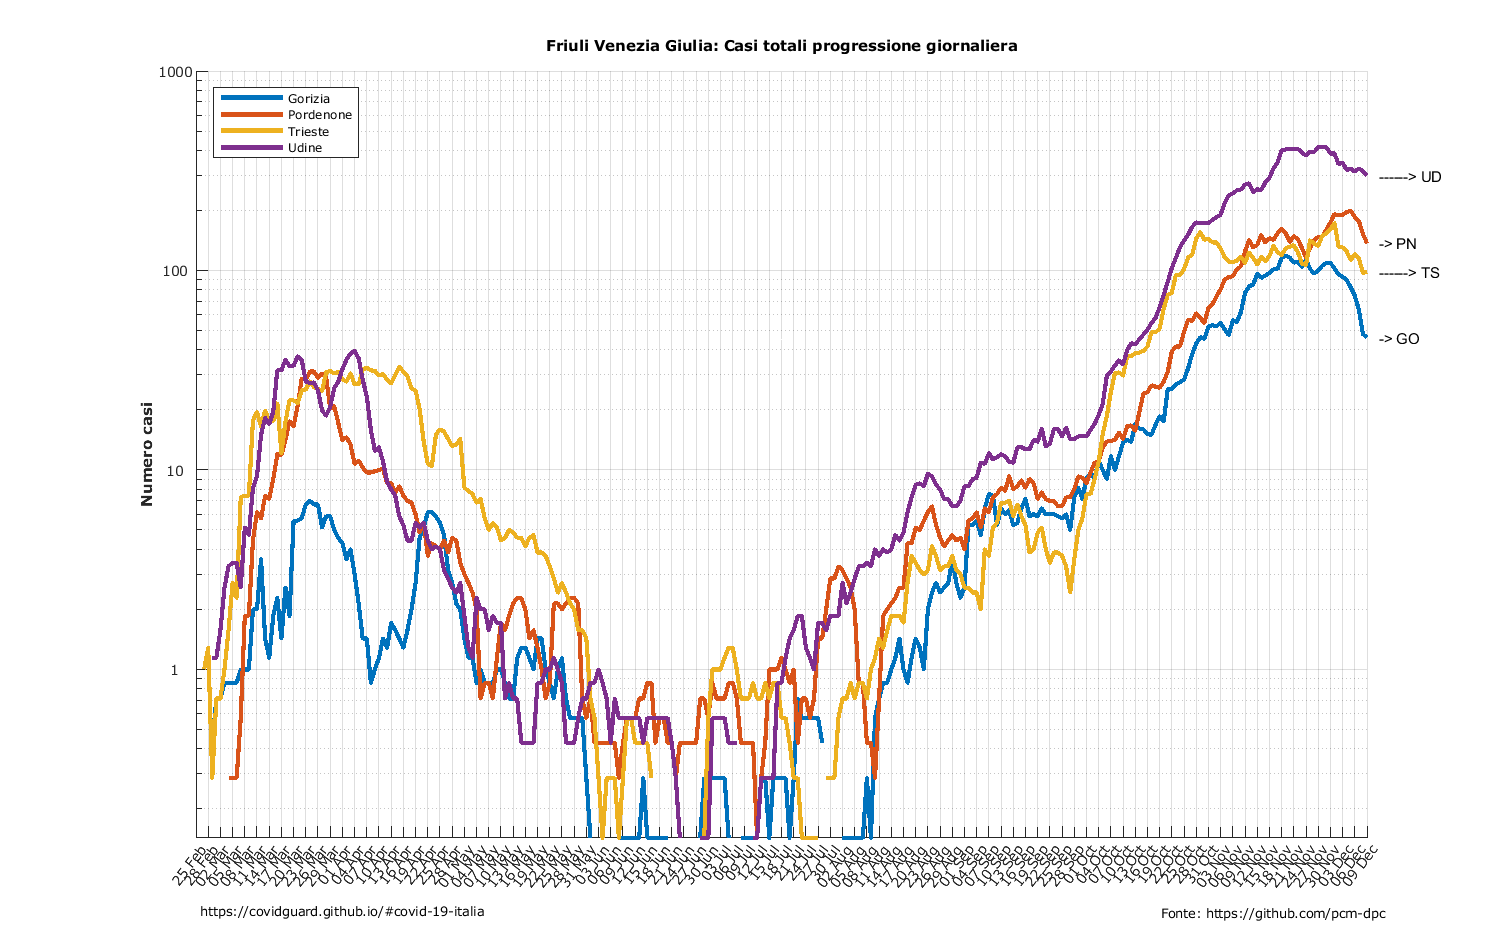 Friuli Venezia Giulia: Casi totali progressione giornaliera
1000
100
10
1
Numero casi
Gorizia
Pordenone
Trieste
Udine
------> UD
-> PN
------> TS
-> GO
25 Feb
28 Feb
02 Mar
05 Mar
08 Mar
11 Mar
14 Mar
17 Mar
20 Mar
23 Mar
26 Mar
29 Mar
01 Apr
04 Apr
07 Apr
10 Apr
13 Apr
16 Apr
19 Apr
22 Apr
25 Apr
28 Apr
01 May
04 May
07 May
10 May
13 May
16 May
19 May
22 May
25 May
28 May
31 May
03 Jun
06 Jun
09 Jun
12 Jun
15 Jun
18 Jun
21 Jun
24 Jun
27 Jun
30 Jun
03 Jul
06 Jul
09 Jul
12 Jul
15 Jul
18 Jul
21 Jul
24 Jul
27 Jul
30 Jul
02 Aug
05 Aug
08 Aug
11 Aug
14 Aug
17 Aug
20 Aug
23 Aug
26 Aug
29 Aug
01 Sep
04 Sep
07 Sep
10 Sep
13 Sep
16 Sep
19 Sep
22 Sep
25 Sep
28 Sep
01 Oct
04 Oct
07 Oct
10 Oct
13 Oct
16 Oct
19 Oct
22 Oct
25 Oct
28 Oct
31 Oct
03 Nov
06 Nov
09 Nov
12 Nov
15 Nov
18 Nov
21 Nov
24 Nov
27 Nov
30 Nov
03 Dec
06 Dec
09 Dec
https://covidguard.github.io/#covid-19-italia
Fonte: https://github.com/pcm-dpc